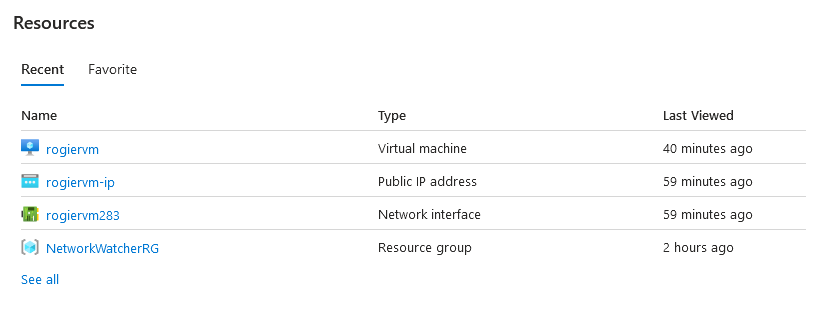 Resources
Recent Favorite
Name Type Last Viewed
rogiervm Virtual machine 40 minutes ago
rogiervm-ip Public IP address 59 minutes ago
rogiervm283 Network interface 59 minutes ago
NetworkWatcherRG Resource group 2 hours ago
See all